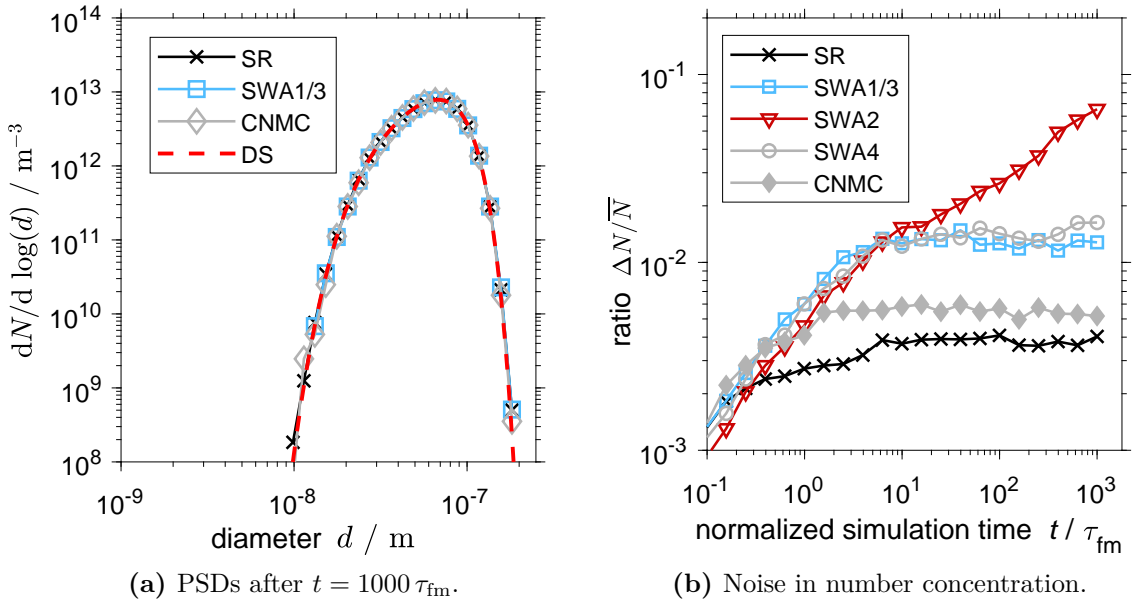 10^14
10^13
10^12
10^11
10^10
10^9
10^8
dN/d log(d) / m^−3
SR
SWA1/3
CNMC
DS
10^-9
10^-8
10^-7
diameter d / m
(a) PSDs after t = 1000 τ_fm.
10^-1
10^-2
10^-3
ratio ΔN/N̅
SR
SWA1/3
SWA2
SWA4
CNMC
10^-1
10^0
10^1
10^2
10^3
normalized simulation time t / τ_fm
(b) Noise in number concentration.